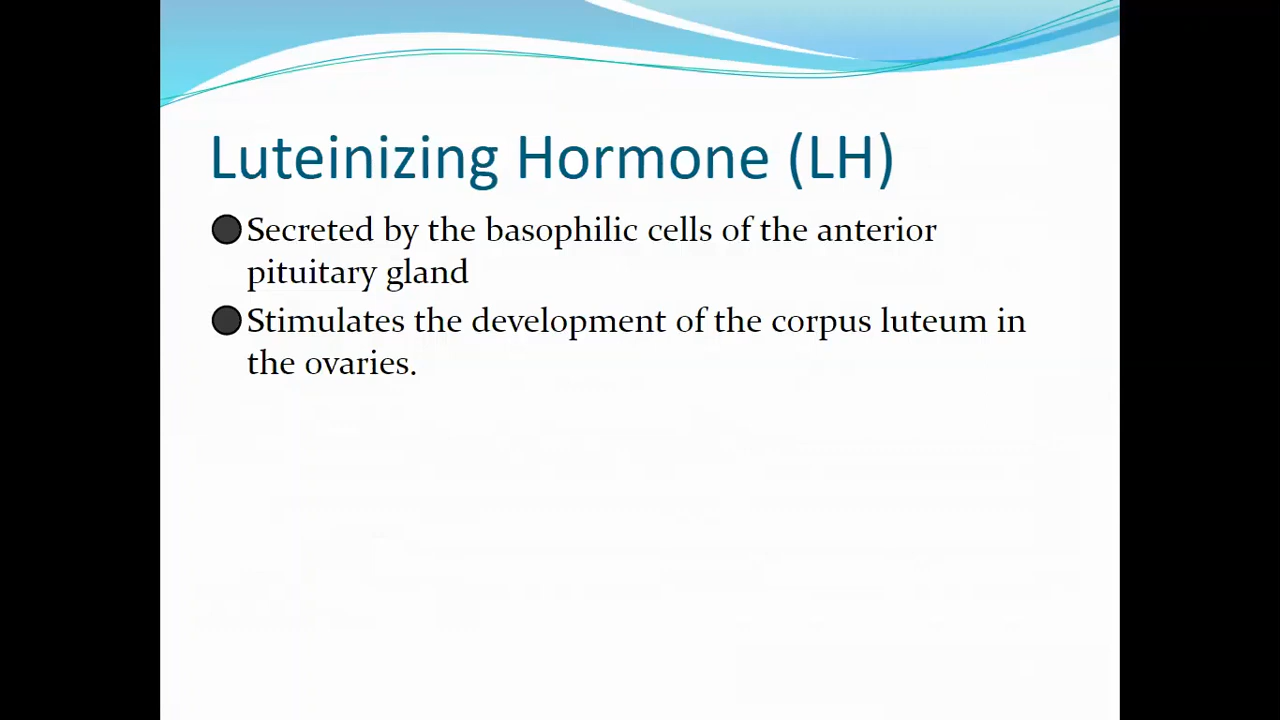 Luteinizing Hormone (LH)
Secreted by the basophilic cells of the anterior
pituitary gland
Stimulates the development of the corpus luteum in
the ovaries.